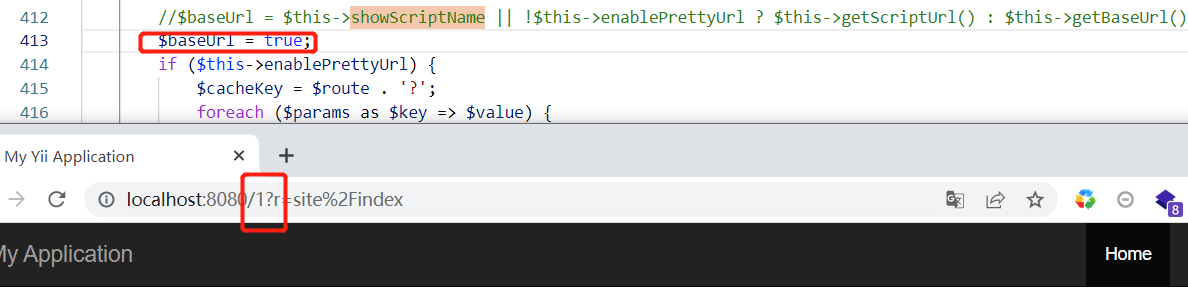 412 //$baseUrl = $this->showScriptName || !$this->enablePrettyUrl ? $this->getScriptUrl() : $this->getBaseUrl()
413 $baseUrl = true;
414 if ($this->enablePrettyUrl) {
415 $cacheKey = $route . '?';
416 foreach ($params as $key => $value) {
My Yii Application
localhost:8080/1?r=site%2Findex
8
My Application
Home